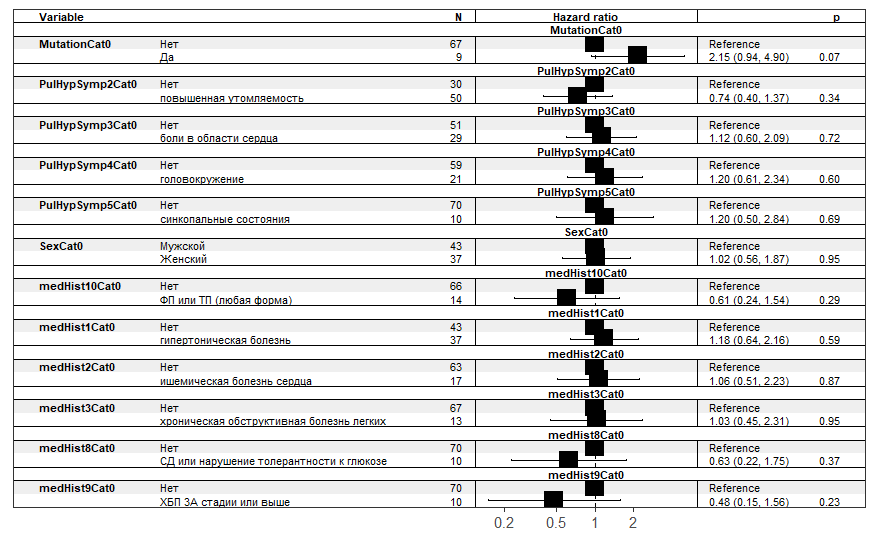 Variable N Hazard ratio p
MutationCat0
MutationCat0 Нет 67 Reference
Да 9 2.15 (0.94, 4.90) 0.07
PulHypSymp2Cat0
PulHypSymp2Cat0 Нет 30 Reference
повышенная утомляемость 50 0.74 (0.40, 1.37) 0.34
PulHypSymp3Cat0
PulHypSymp3Cat0 Нет 51 Reference
боли в области сердца 29 1.12 (0.60, 2.09) 0.72
PulHypSymp4Cat0
PulHypSymp4Cat0 Нет 59 Reference
головокружение 21 1.20 (0.61, 2.34) 0.60
PulHypSymp5Cat0
PulHypSymp5Cat0 Нет 70 Reference
синкопальные состояния 10 1.20 (0.50, 2.84) 0.69
SexCat0
SexCat0 Мужской 43 Reference
Женский 37 1.02 (0.56, 1.87) 0.95
medHist10Cat0
medHist10Cat0 Нет 66 Reference
ФП или ТП (любая форма) 14 0.61 (0.24, 1.54) 0.29
medHist1Cat0
medHist1Cat0 Нет 43 Reference
гипертоническая болезнь 37 1.18 (0.64, 2.16) 0.59
medHist2Cat0
medHist2Cat0 Нет 63 Reference
ишемическая болезнь сердца 17 1.06 (0.51, 2.23) 0.87
medHist3Cat0
medHist3Cat0 Нет 67 Reference
хроническая обструктивная болезнь легких 13 1.03 (0.45, 2.31) 0.95
medHist8Cat0
medHist8Cat0 Нет 70 Reference
СД или нарушение толерантности к глюкозе 10 0.63 (0.22, 1.75) 0.37
medHist9Cat0
medHist9Cat0 Нет 70 Reference
ХБП 3А стадии или выше 10 0.48 (0.15, 1.56) 0.23
0.2 0.5 1 2